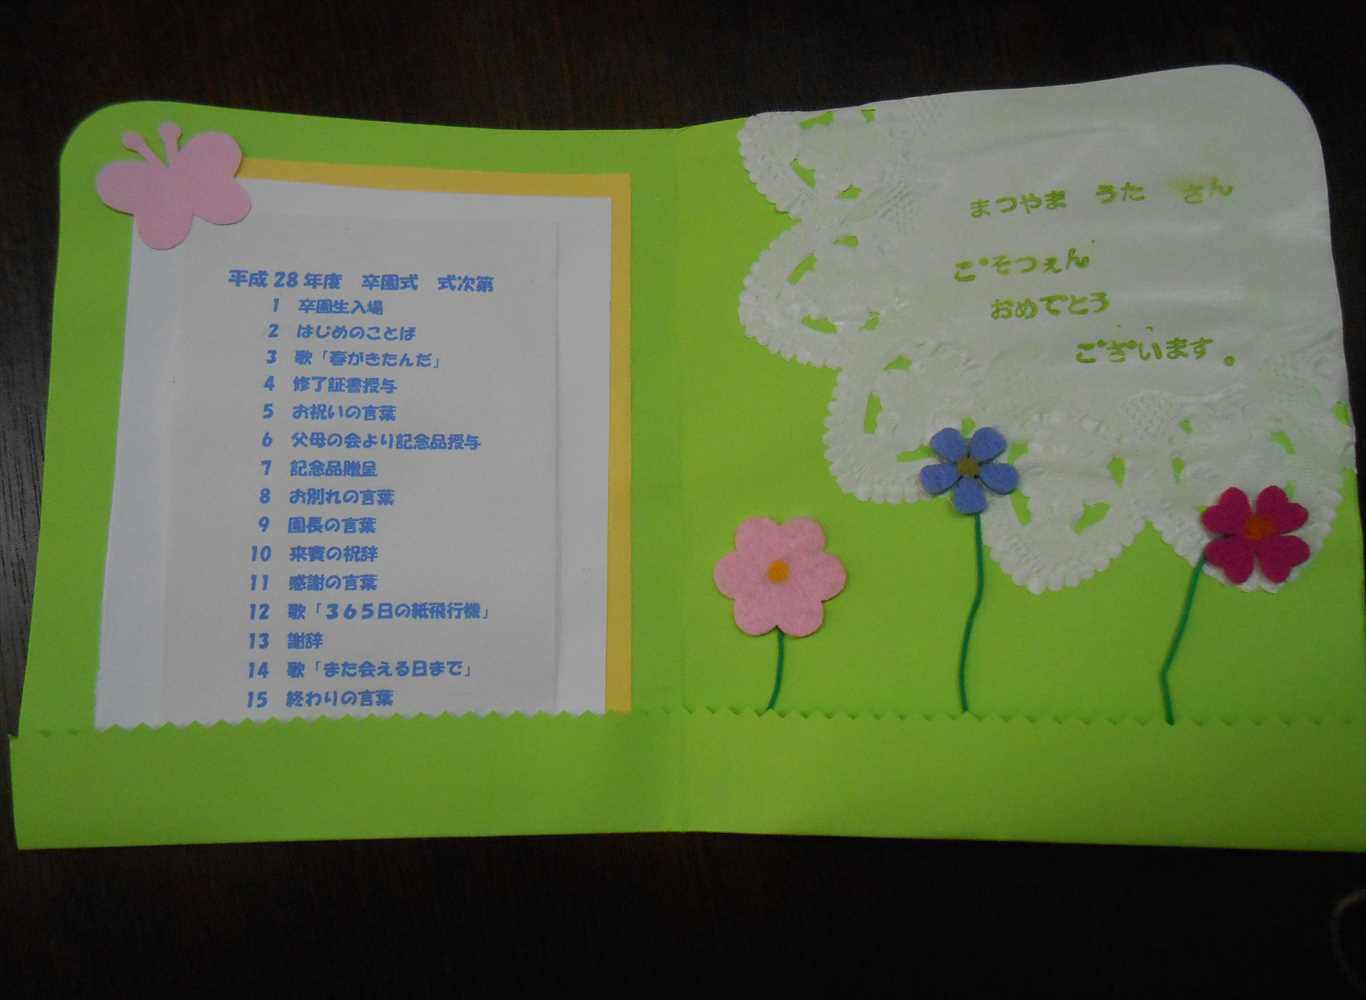 平成28年度 卒園式 式次第
1 卒園生入場
2 はじめのことば
3 歌「春がきたんだ」
4 修了証書授与
5 お祝いの言葉
6 父母の会より記念品授与
7 記念品贈呈
8 お別れの言葉
9 園長の言葉
10 来賓の祝辞
11 感謝の言葉
12 歌「365日の紙飛行機」
13 謝辞
14 歌「また会える日まで」
15 終わりの言葉
まつやま うた さん
ごそつえん
おめでとう
ございます。